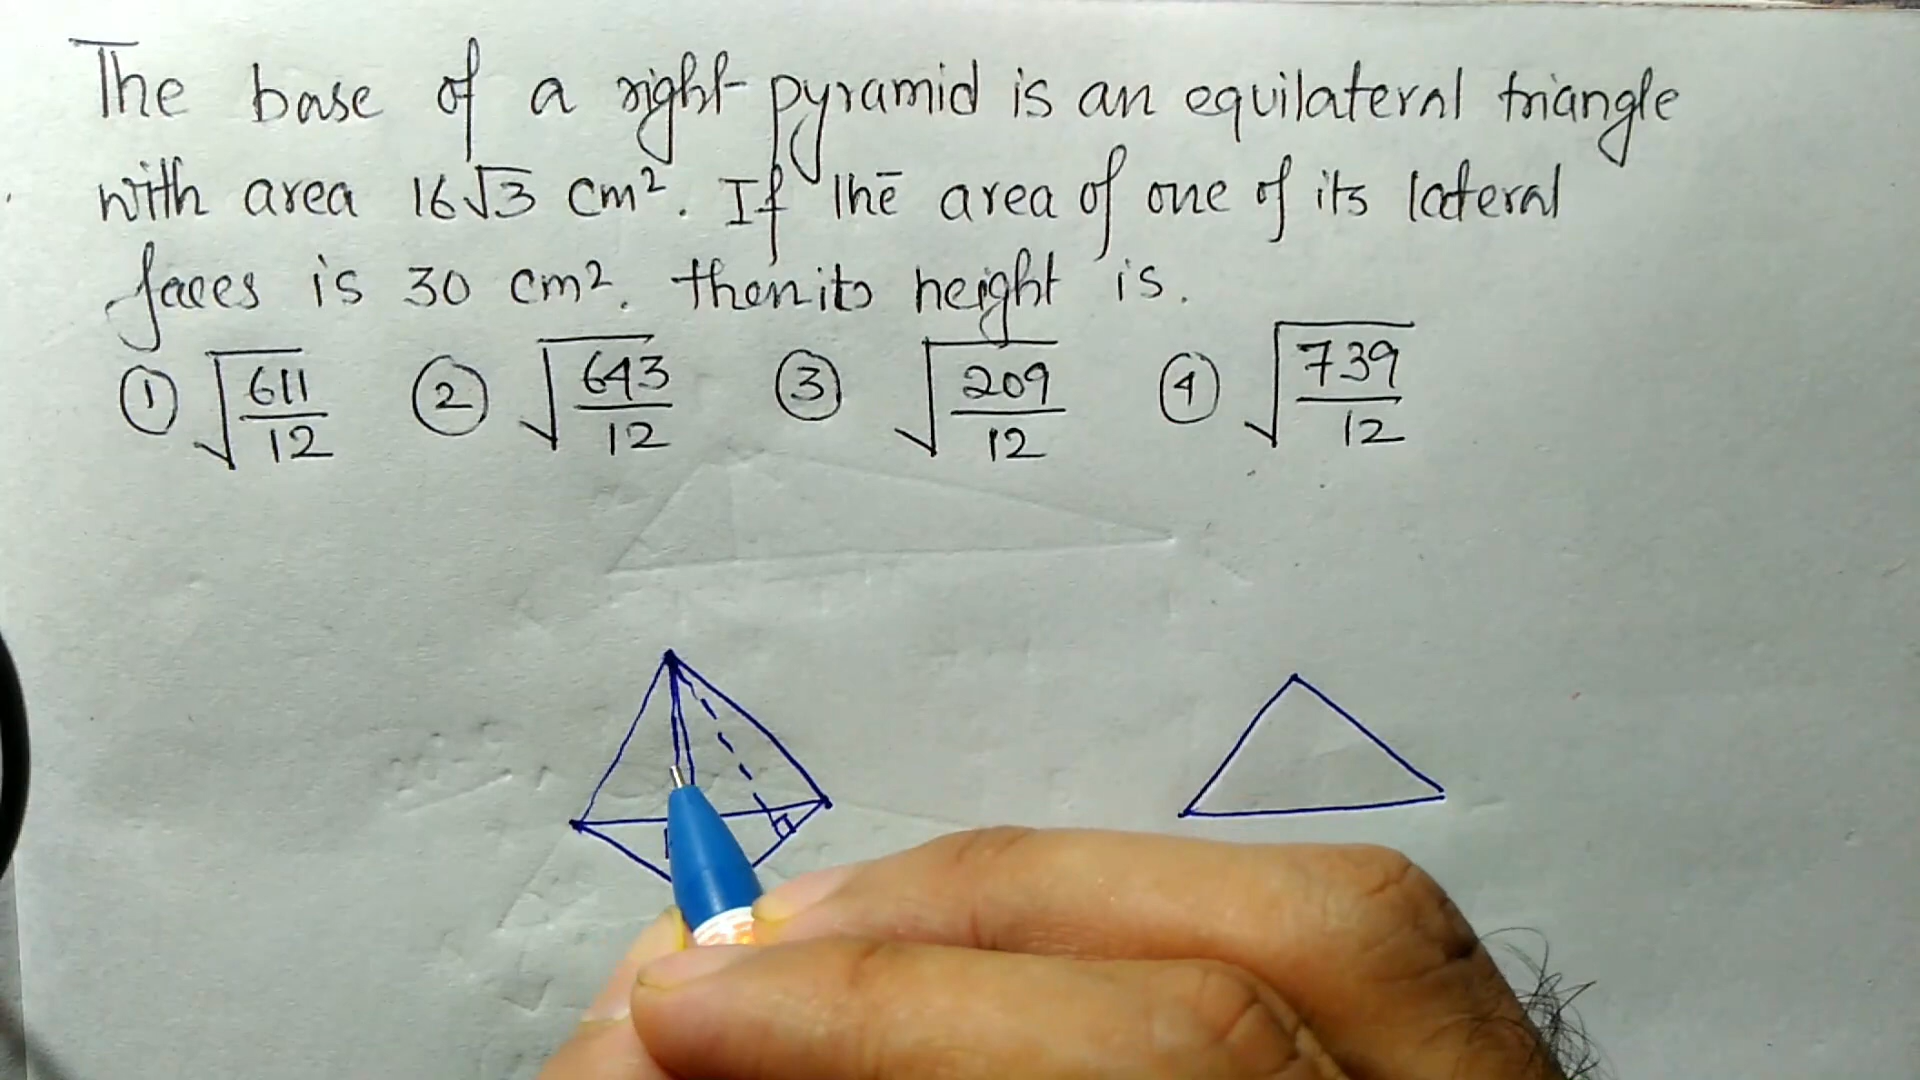 The base of a right pyramid is an equilateral triangle
with area 16√3 cm². If the area of one of its lateral
faces is 30 cm². then its height is.
① √(611/12) ② √(643/12) ③ √(209/12) ④ √(739/12)